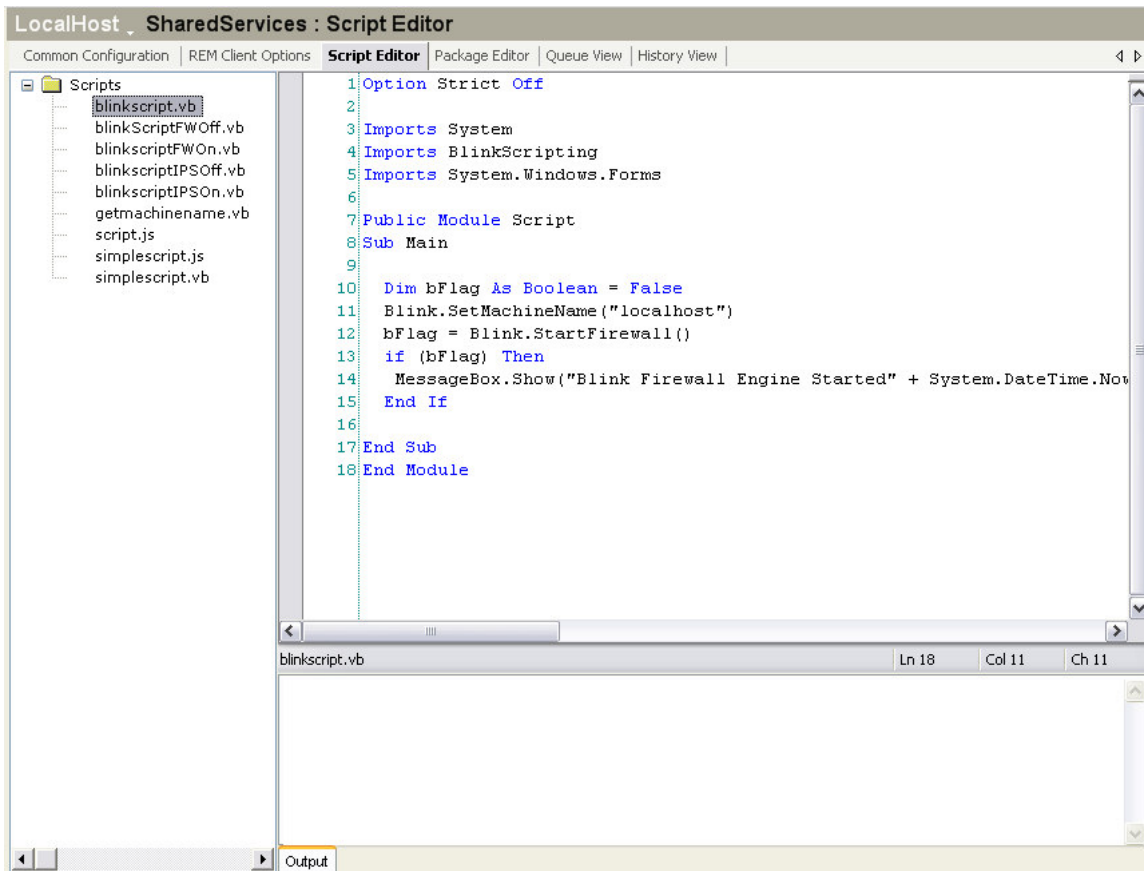 LocalHost SharedServices : Script Editor
Common Configuration REM Client Options Script Editor Package Editor Queue View History View
Scripts
blinkscript.vb
blinkScriptFWOff.vb
blinkscriptFWOn.vb
blinkscriptIPSOff.vb
blinkscriptIPSOn.vb
getmachinename.vb
script.js
simplescript.js
simplescript.vb
1 Option Strict Off
2
3 Imports System
4 Imports BlinkScripting
5 Imports System.Windows.Forms
6
7 Public Module Script
8 Sub Main
9
10 Dim bFlag As Boolean = False
11 Blink.SetMachineName("localhost")
12 bFlag = Blink.StartFirewall()
13 if (bFlag) Then
14 MessageBox.Show("Blink Firewall Engine Started" + System.DateTime.Now
15 End If
16
17 End Sub
18 End Module
blinkscript.vb Ln 18 Col 11 Ch 11
Output